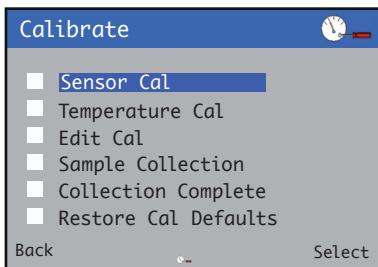 Calibrate
Sensor Cal
Temperature Cal
Edit Cal
Sample Collection
Collection Complete
Restore Cal Defaults
Back Select